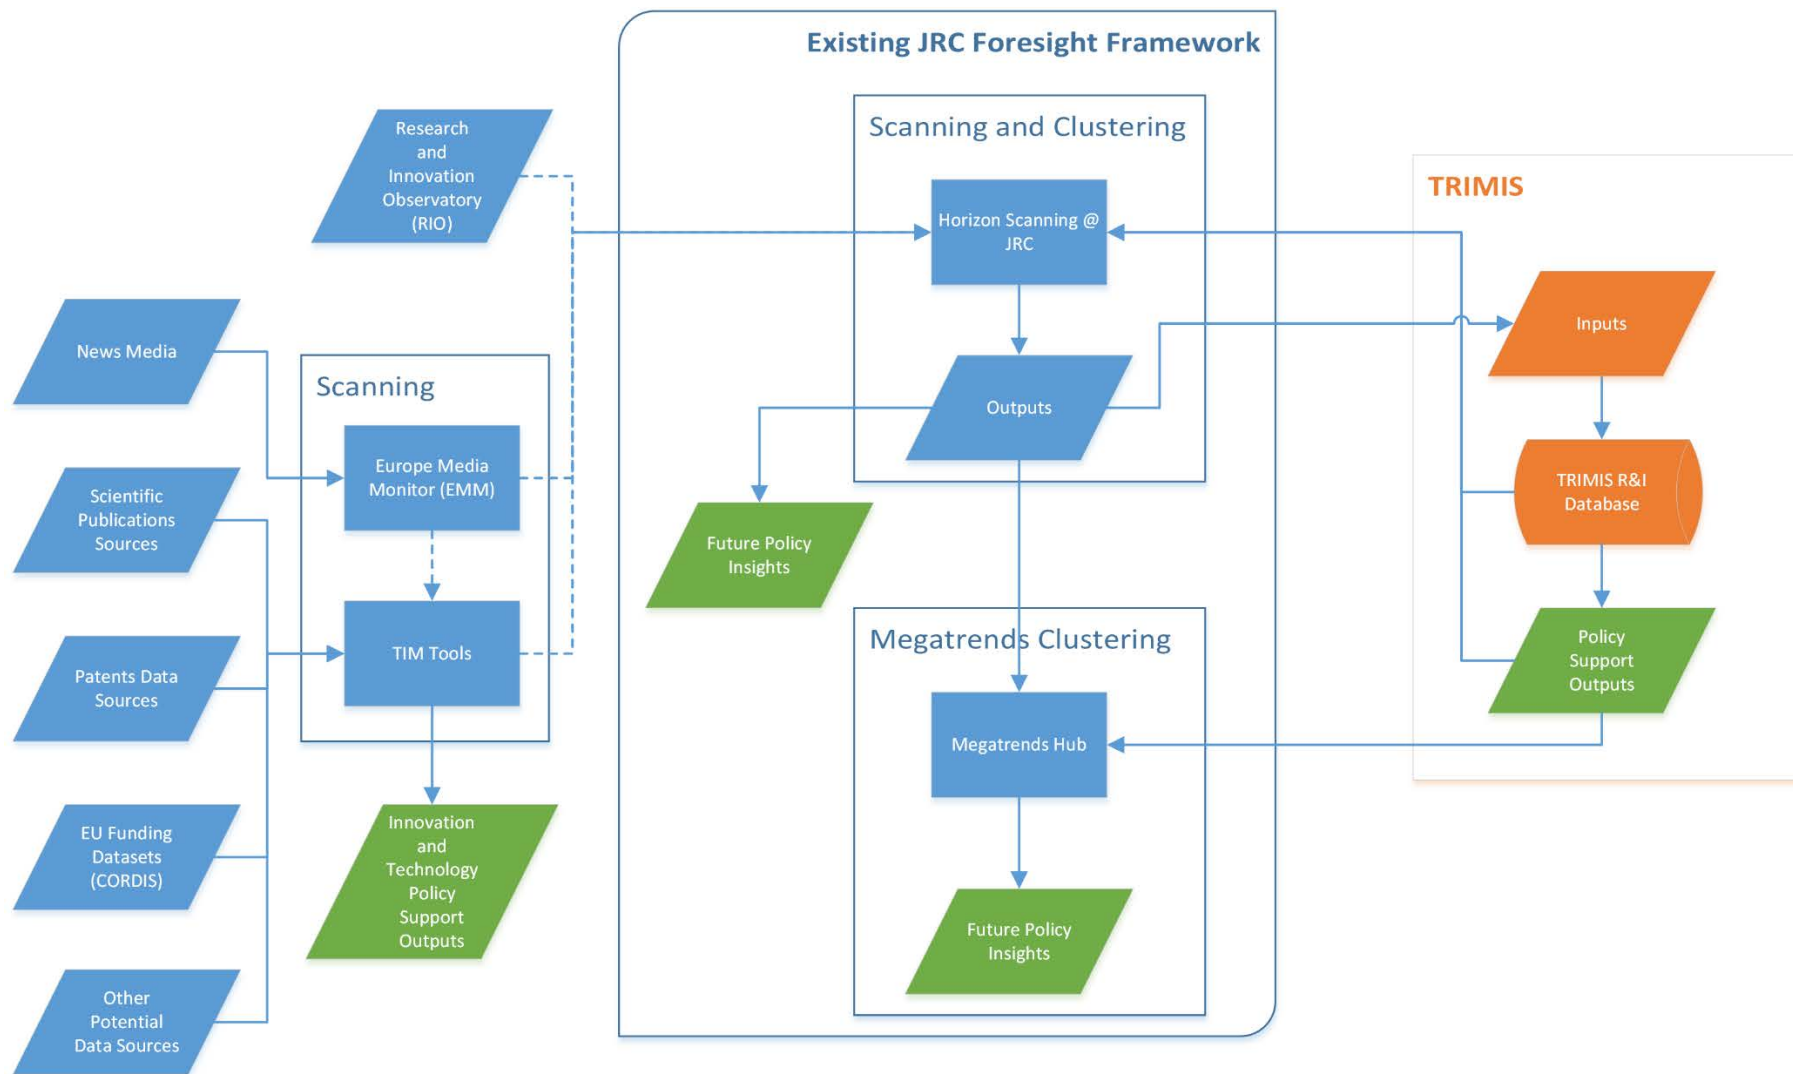 Existing JRC Foresight Framework
Research
and
Innovation
Observatory
(RIO)
Scanning and Clustering
Horizon Scanning @
JRC
Outputs
Future Policy
Insights
TRIMIS
Inputs
TRIMIS R&I
Database
Policy
Support
Outputs
News Media
Scientific
Publications
Sources
Patents Data
Sources
EU Funding
Datasets
(CORDIS)
Other
Potential
Data Sources
Scanning
Europe Media
Monitor (EMM)
TIM Tools
Innovation
and
Technology
Policy
Support
Outputs
Megatrends Clustering
Megatrends Hub
Future Policy
Insights